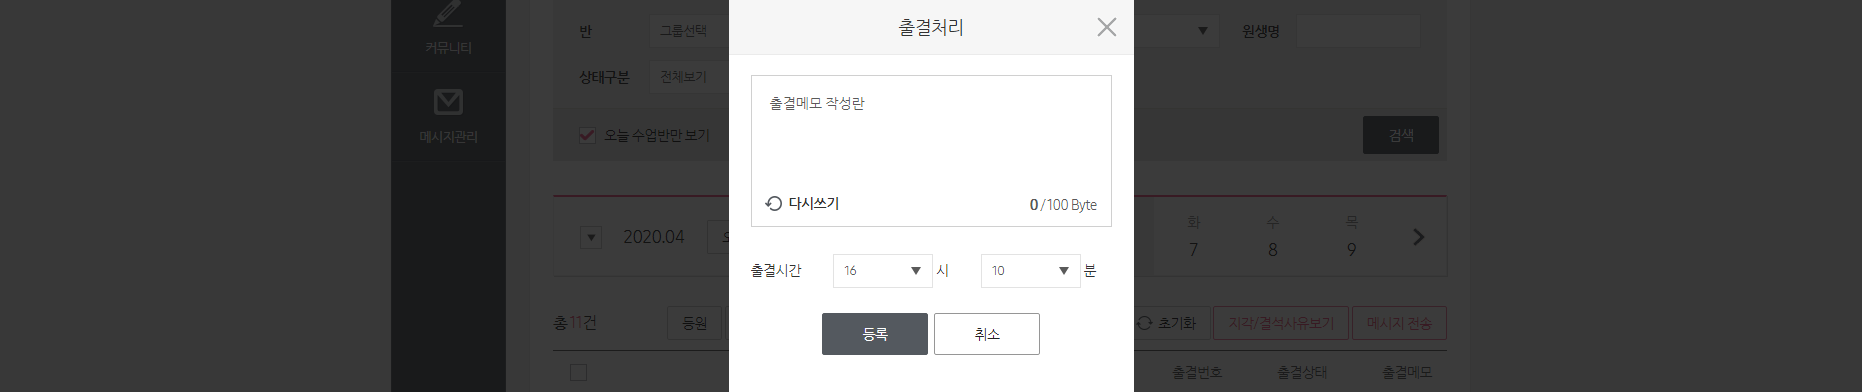 커뮤니티
메시지관리
반 그룹선택
원생명
상태구분 전체보기
오늘 수업반만 보기
검색
출결처리
출결메모 작성란
다시쓰기 0/100 Byte
출결시간 16 시 10 분
등록 취소
2020.04
화 수 목
7 8 9
총 11건
등원
초기화 지각/결석사유보기 메시지 전송
출결번호 출결상태 출결메모